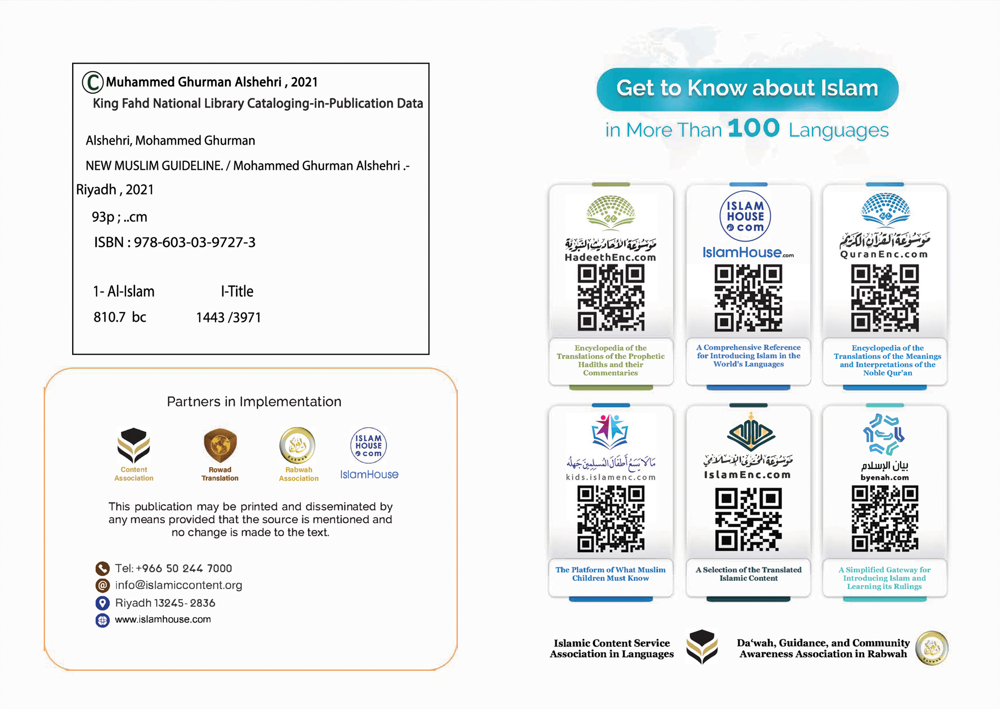 © Muhammed Ghurman Alshehri , 2021
King Fahd National Library Cataloging-in-Publication Data
Alshehri, Mohammed Ghurman
NEW MUSLIM GUIDELINE. / Mohammed Ghurman Alshehri .-
Riyadh , 2021
93p ; ..cm
ISBN : 978-603-03-9727-3
1- Al-Islam I-Title
810.7 bc 1443 /3971
Partners in Implementation
Content
Association
Rowad
Translation
Rabwah
Rabwah
Association
ISLAM
HOUSE
com
IslamHouse
This publication may be printed and disseminated by
any means provided that the source is mentioned and
no change is made to the text.
Tel: +966 50 244 7000
info@islamiccontent.org
Riyadh 13245- 2836
www.islamhouse.com
Get to Know about Islam
in More Than 100 Languages
موسوعة الأحاديث النبوية
HadeethEnc.com
Encyclopedia of the
Translations of the Prophetic
Hadīths and their
Commentaries
ISLAM
HOUSE
com
IslamHouse.com
A Comprehensive Reference
for Introducing Islam in the
World's Languages
موسوعة القرآن الكريم
QuranEnc.com
Encyclopedia of the
Translations of the Meanings
and Interpretations of the
Noble Qur’an
مَا لَا يَسَعُ أَطْفَالَ المُسلِمِينَ جَهلُه
kids.islamenc.com
The Platform of What Muslim
Children Must Know
موسوعة المحتوى الإسلامي
IslamEnc.com
A Selection of the Translated
Islamic Content
بيان الإسلام
byenah.com
A Simplified Gateway for
Introducing Islam and
Learning its Rulings
Islamic Content Service
Association in Languages
Da‘wah, Guidance, and Community
Awareness Association in Rabwah
Rabwah